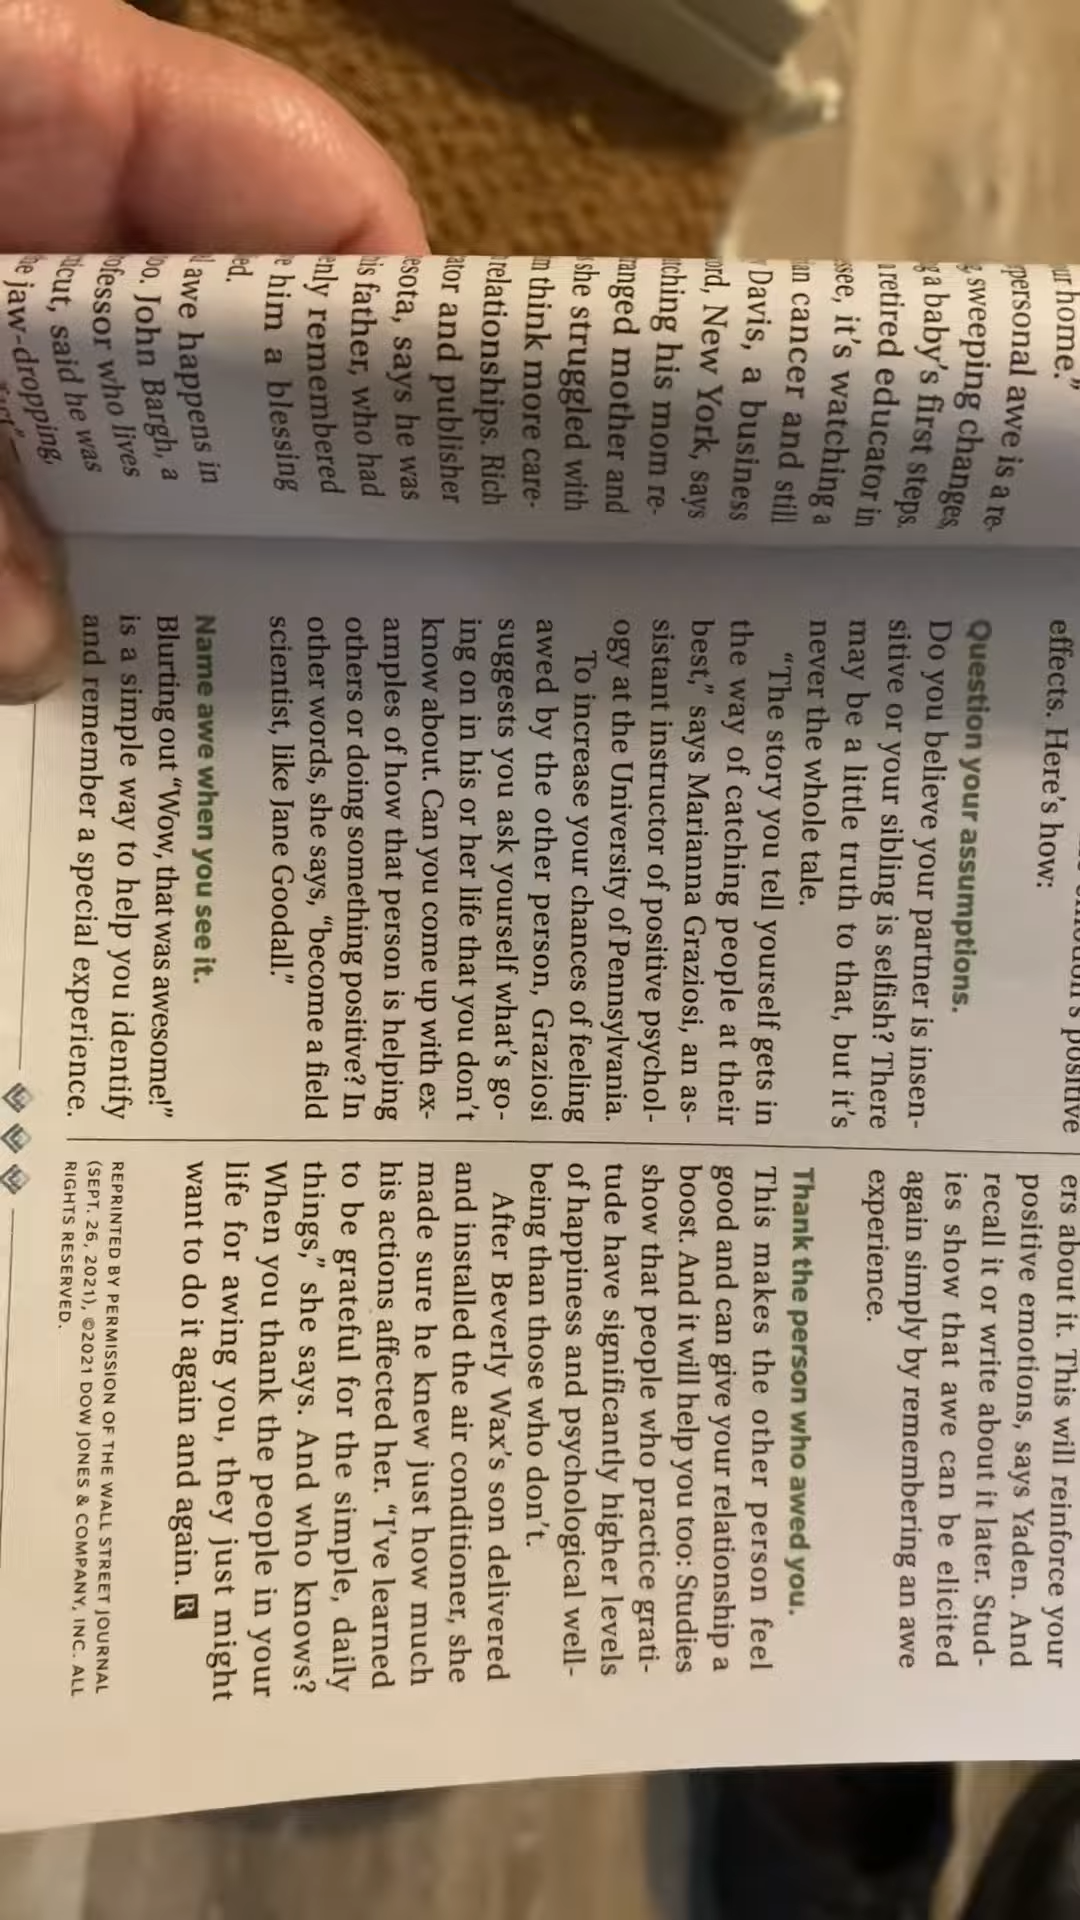 ur home."
personal awe is a re-
sweeping changes,
g a baby's first steps.
retired educator in
ssee, it's watching a
an cancer and still
Davis, a business
ord, New York, says
tching his mom re-
ranged mother and
she struggled with
m think more care-
relationships. Rich
ator and publisher
esota, says he was
is father, who had
enly remembered
e him a blessing
ed.
l awe happens in
oo. John Bargh, a
ofessor who lives
ticut, said he was
he jaw-dropping,
positive
effects. Here's how:
Question your assumptions.
Do you believe your partner is insen-
sitive or your sibling is selfish? There
may be a little truth to that, but it's
never the whole tale.
"The story you tell yourself gets in
the way of catching people at their
best," says Marianna Graziosi, an as-
sistant instructor of positive psychol-
ogy at the University of Pennsylvania.
To increase your chances of feeling
awed by the other person, Graziosi
suggests you ask yourself what's go-
ing on in his or her life that you don't
know about. Can you come up with ex-
amples of how that person is helping
others or doing something positive? In
other words, she says, "become a field
scientist, like Jane Goodall."
Name awe when you see it.
Blurting out "Wow, that was awesome!"
is a simple way to help you identify
and remember a special experience.
ers about it. This will reinforce your
positive emotions, says Yaden. And
recall it or write about it later. Stud-
ies show that awe can be elicited
again simply by remembering an awe
experience.
Thank the person who awed you.
This makes the other person feel
good and can give your relationship a
boost. And it will help you too: Studies
show that people who practice grati-
tude have significantly higher levels
of happiness and psychological well-
being than those who don't.
After Beverly Wax's son delivered
and installed the air conditioner, she
made sure he knew just how much
his actions affected her. "I've learned
to be grateful for the simple, daily
things," she says. And who knows?
When you thank the people in your
life for awing you, they just might
want to do it again and again. R
REPRINTED BY PERMISSION OF THE WALL STREET JOURNAL
(SEPT. 26, 2021), ©2021 DOW JONES & COMPANY, INC. ALL
RIGHTS RESERVED.